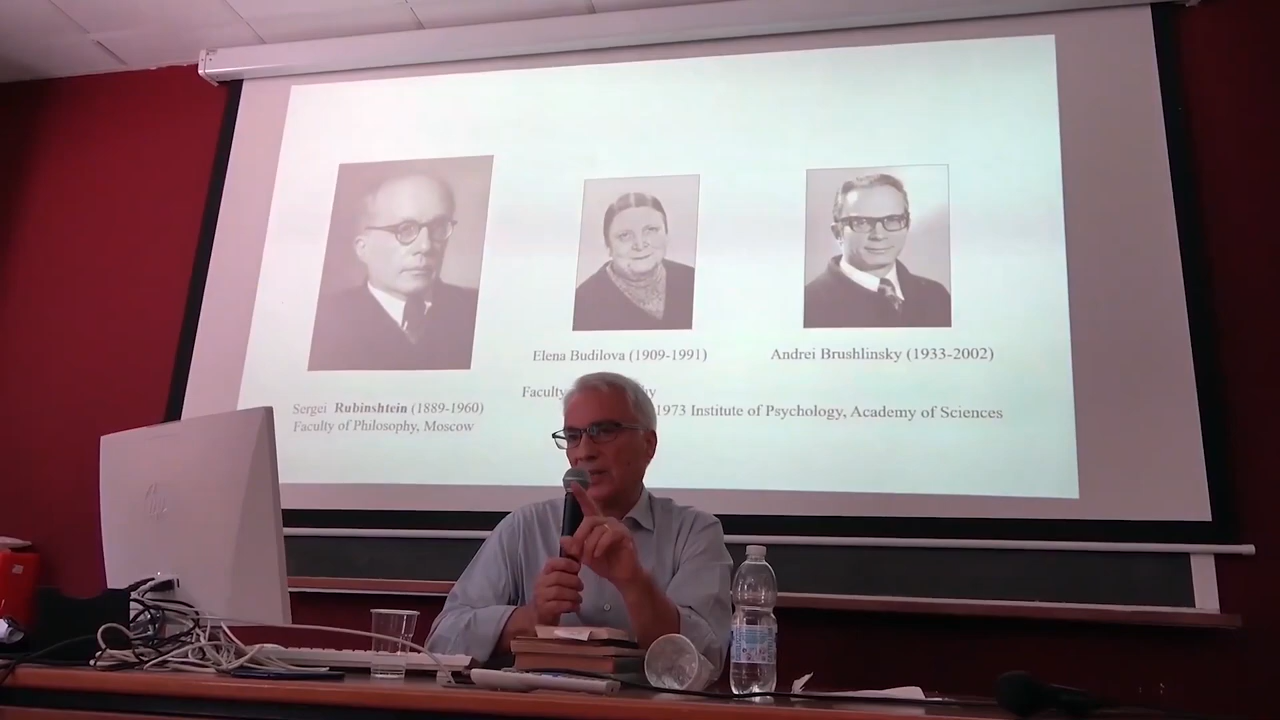 Elena Budilova (1909-1991)
Andrei Brushlinsky (1933-2002)
Faculty
Sergei Rubinshtein (1889-1960)
1973 Institute of Psychology, Academy of Sciences
Faculty of Philosophy, Moscow